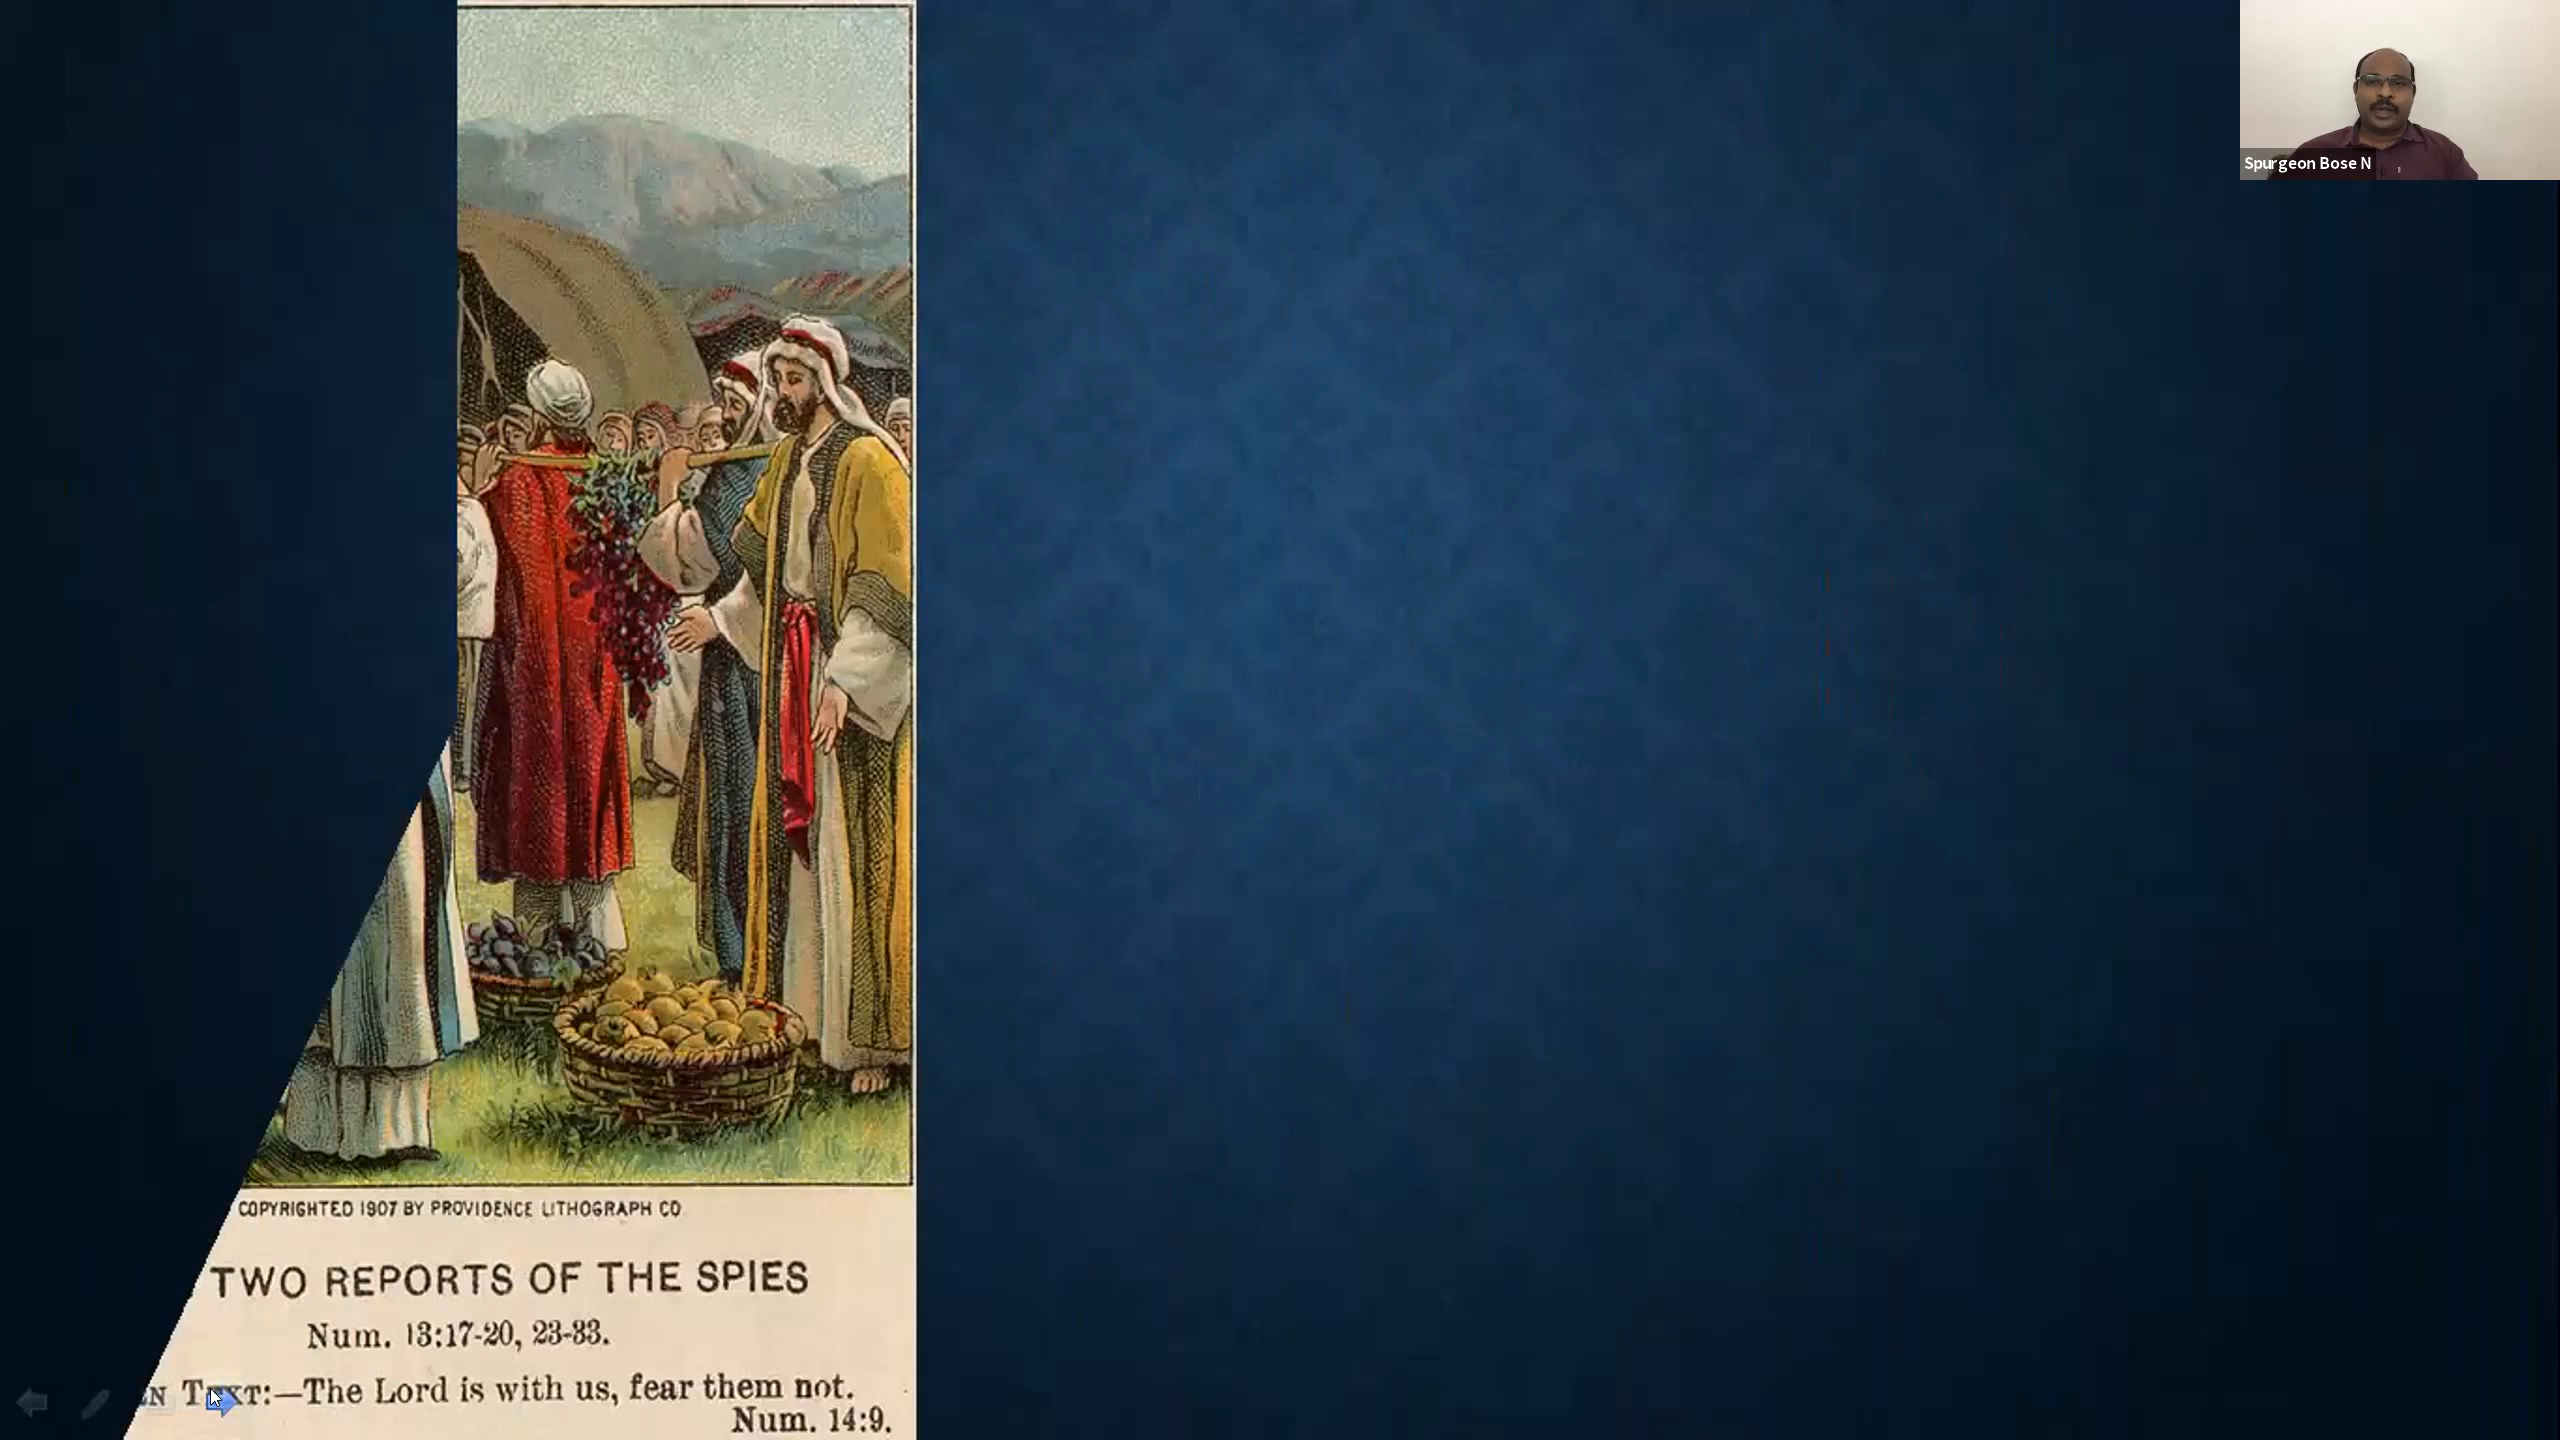 Spurgeon Bose N
COPYRIGHTED 1907 BY PROVIDENCE LITHOGRAPH CO
TWO REPORTS OF THE SPIES
Num. 13:17-20, 23-33.
EN TEXT:—The Lord is with us, fear them not.
Num. 14:9.